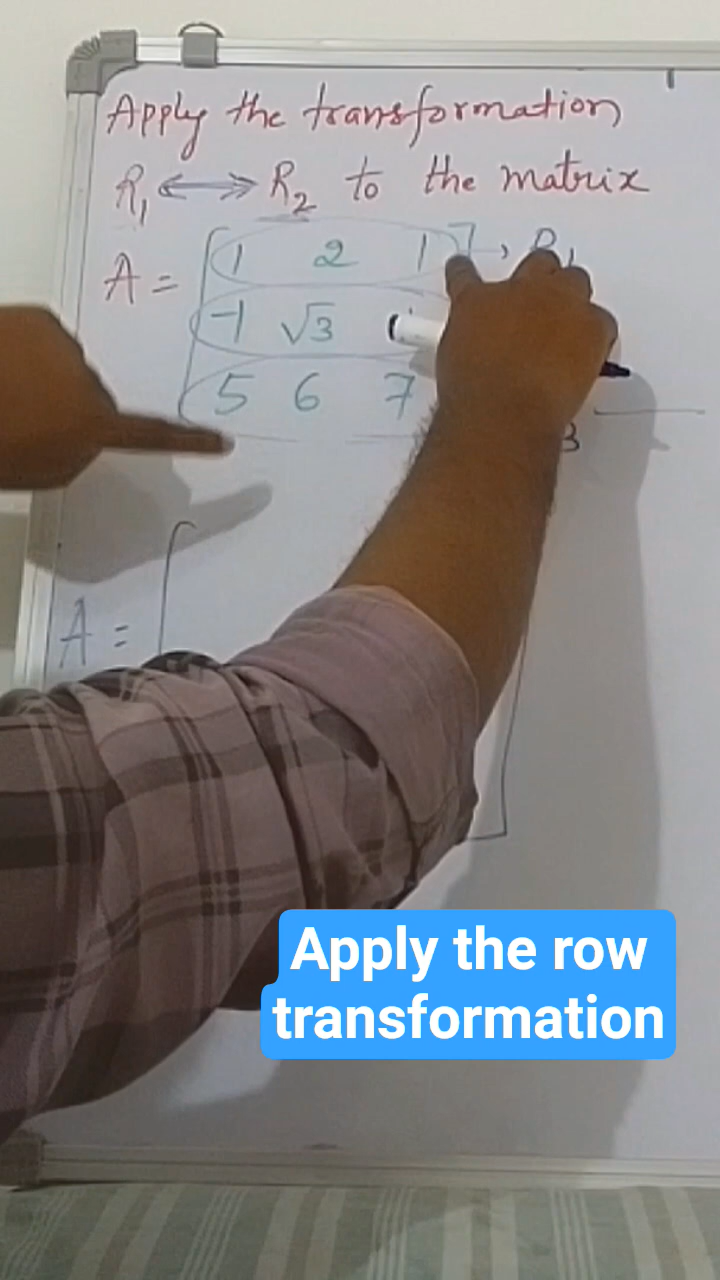 Apply the transformation
R₁ ⟺ R₂ to the matrix
A = [1 2 1] → R₁
-1 √3
5 6 7
3
A = [
Apply the row
transformation